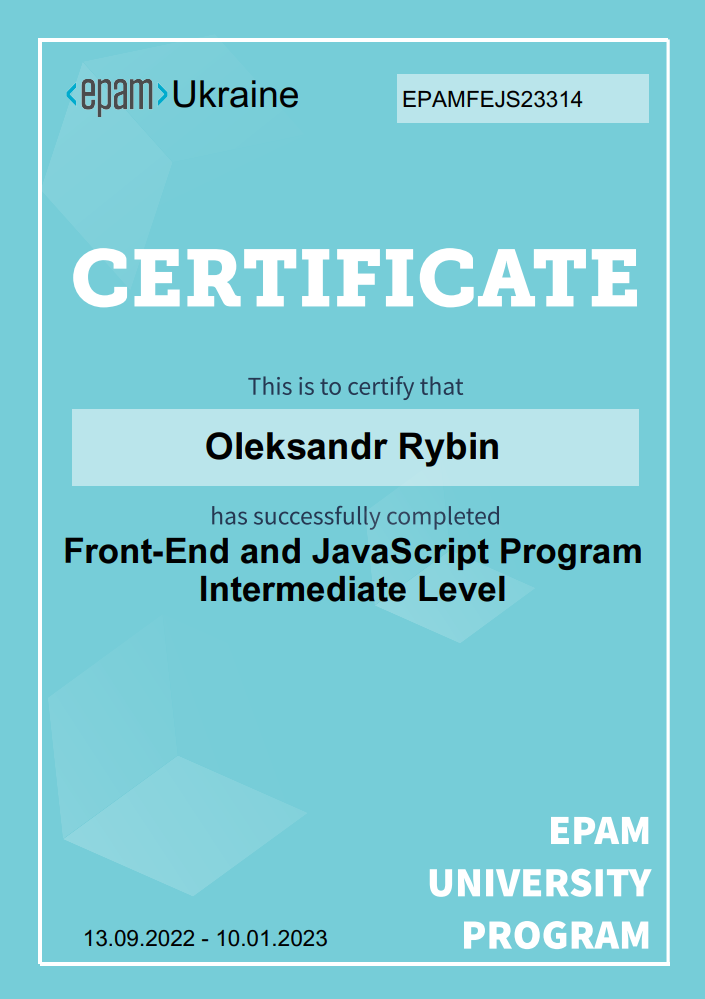 <epam> Ukraine
EPAMFEJS23314
CERTIFICATE
This is to certify that
Oleksandr Rybin
has successfully completed
Front-End and JavaScript Program
Intermediate Level
EPAM
UNIVERSITY
PROGRAM
13.09.2022 - 10.01.2023